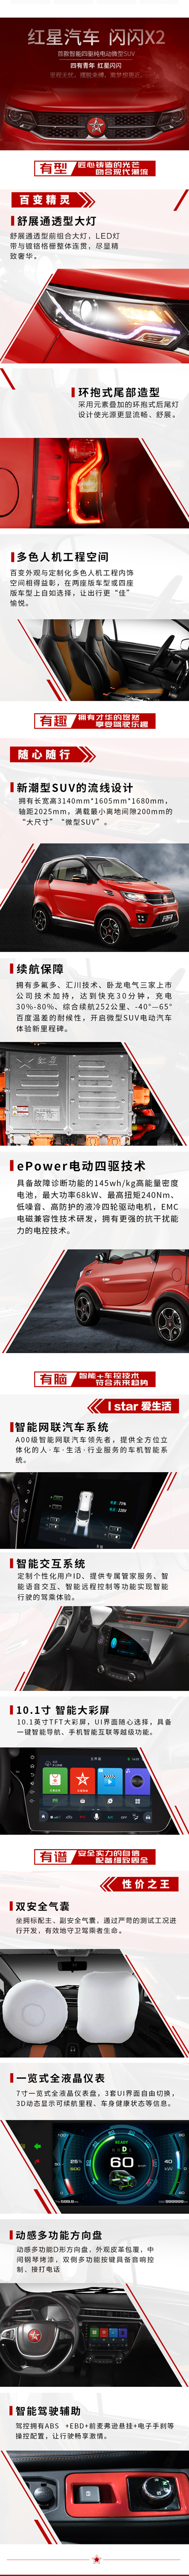 红星汽车 闪闪X2
首款智能四驱纯电动微型SUV
四有青年 红星闪闪
有型
匠心铸造的光芒
吻合现代潮流
百变精灵
舒展通透型大灯
舒展通透型前组合大灯，LED灯
带与镀铬格栅整体连贯，尽显精
致奢华。
环抱式尾部造型
采用元素叠加的环抱式后尾灯
设计使光源更显流畅、舒展。
多色人机工程空间
百变外观与定制化多色人机工程内饰
空间相得益彰，在两座版车型或四座
版车型上自如选择，让出行更“佳”
愉悦。
有趣
拥有才华的悠然
享受驾驶乐趣
随心随行
新潮型SUV的流线设计
拥有长宽高3140mm*1605mm*1680mm，
轴距2025mm，满载最小离地间隙200mm的
“大尺寸”“微型SUV”。
续航保障
拥有多氟多、汇川技术、卧龙电气三家上市
公司技术加持，达到快充30分钟，充电
30%-80%、综合续航252公里、-40°—65°
百度温差的耐候性，开启微型SUV电动汽车
体验新里程碑。
ePower电动四驱技术
具备故障诊断功能的145wh/kg高能量密度
电池，最大功率68kW、最高扭矩240Nm、
低噪音、高防护的液冷四轮驱动电机，EMC
电磁兼容性技术研发，拥有更强的抗干扰能
力的电控技术。
有脑
智能+车控技术
符合未来趋势
I star 爱生活
智能网联汽车系统
A00级智能网联汽车领先者，提供全方位立
体化的人·车·生活·行业服务的车机智能系
统。
智能交互系统
定制个性化用户ID、提供专属管家服务、智
能语音交互、智能远程控制等功能实现智能
行驶的驾乘体验。
10.1寸 智能大彩屏
10.1英寸TFT大彩屏，UI界面随心选择，具备
一键智能导航、手机智能互联等越级功能。
有谱
安全实力的自信
配备细致周全
性价之王
双安全气囊
坐拥标配主、副安全气囊，通过严苛的测试工况进
行开发，有效地守卫驾乘者生命。
一览式全液晶仪表
7寸一览式全液晶仪表盘，3套UI界面自由切换，
3D动态显示可续航里程、车身健康状态等信息。
READY
D
60
动感多功能方向盘
动感多功能D形方向盘，外观皮革包覆，中
间钢琴烤漆，双侧多功能按键具备音响控
制、接打电话
智能驾驶辅助
驾控拥有ABS +EBD+前麦弗逊悬挂+电子手刹等
操控配置，让行驶畅享激情。